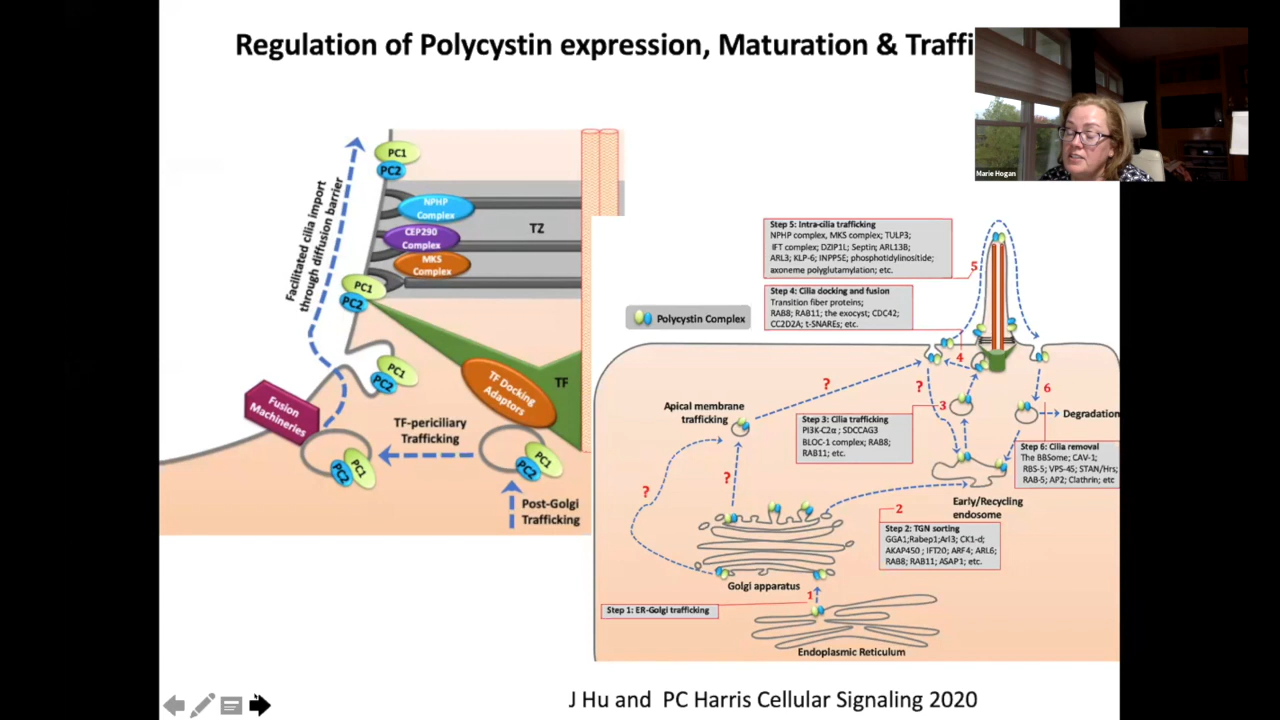 Regulation of Polycystin expression, Maturation & Traffi
Marie Hogan
Facilitated cilia import
through diffusion barrier
PC1
PC2
NPHP
Complex
CEP290
Complex
MKS
Complex
TZ
PC1
PC2
PC1
PC2
TF
TF Docking
Adaptors
Fusion
Machineries
TF-periciliary
Trafficking
PC1
PC2
PC1
PC2
Post-Golgi
Trafficking
Step 5: Intra-cilia trafficking
NPHP complex, MKS complex; TULP3;
IFT complex; DZIP1L; Septin; ARL13B;
ARL3; KLP-6; INPP5E; phosphotidylinositide;
axoneme polyglutamylation; etc.
5
Step 4: Cilia docking and fusion
Transition fiber proteins;
RAB8; RAB11; the exocyst; CDC42;
CC2D2A; t-SNAREs; etc.
4
Polycystin Complex
?
?
6
Apical membrane
trafficking
3
Degradation
Step 3: Cilia trafficking
PI3K-C2α ; SDCCAG3
BLOC-1 complex; RAB8;
RAB11; etc.
Step 6: Cilia removal
The BBSome; CAV-1;
RBS-5; VPS-45; STAN/Hrs;
RAB-5; AP2; Clathrin; etc
?
?
Early/Recycling
endosome
2
Step 2: TGN sorting
GGA1;Rabep1;Arl3; CK1-d;
AKAP450 ; IFT20; ARF4; ARL6;
RAB8; RAB11; ASAP1; etc.
Golgi apparatus
1
Step 1: ER-Golgi trafficking
Endoplasmic Reticulum
J Hu and PC Harris Cellular Signaling 2020